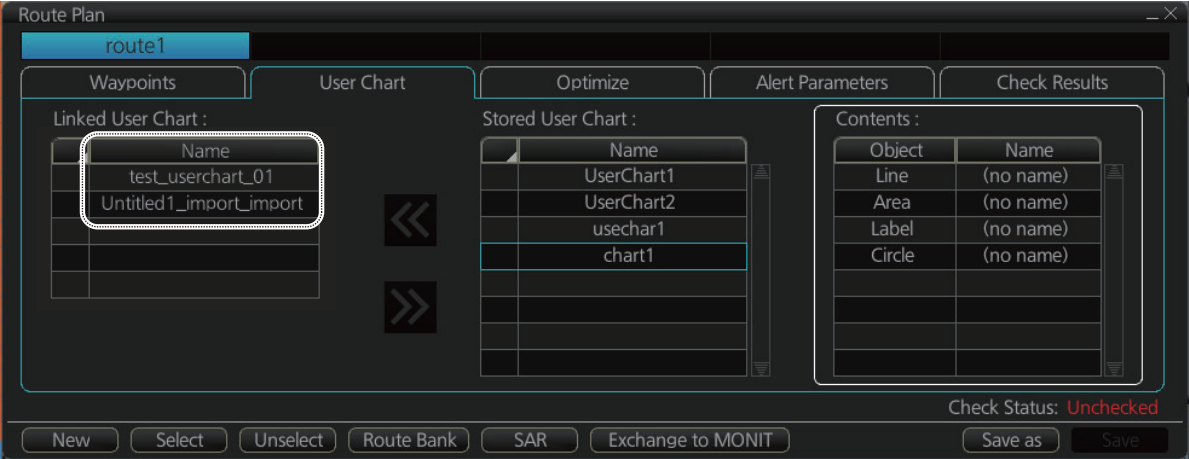 Route Plan
route1
Waypoints User Chart Optimize Alert Parameters Check Results
Linked User Chart :
Name
test_userchart_01
Untitled1_import_import
Stored User Chart :
Name
UserChart1
UserChart2
usechar1
chart1
Contents :
Object Name
Line (no name)
Area (no name)
Label (no name)
Circle (no name)
Check Status: Unchecked
New Select Unselect Route Bank SAR Exchange to MONIT Save as Save